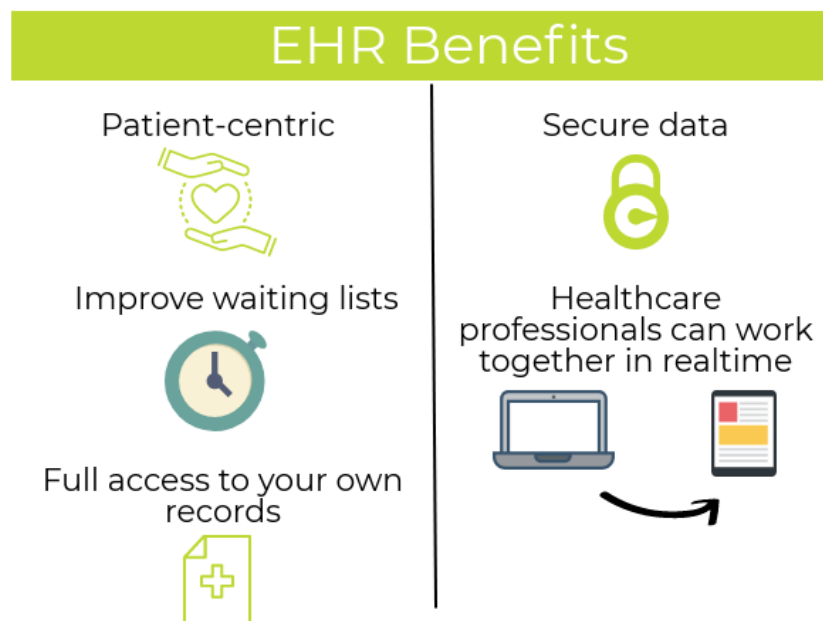 EHR Benefits
Patient-centric
Improve waiting lists
Full access to your own
records
Secure data
Healthcare
professionals can work
together in realtime